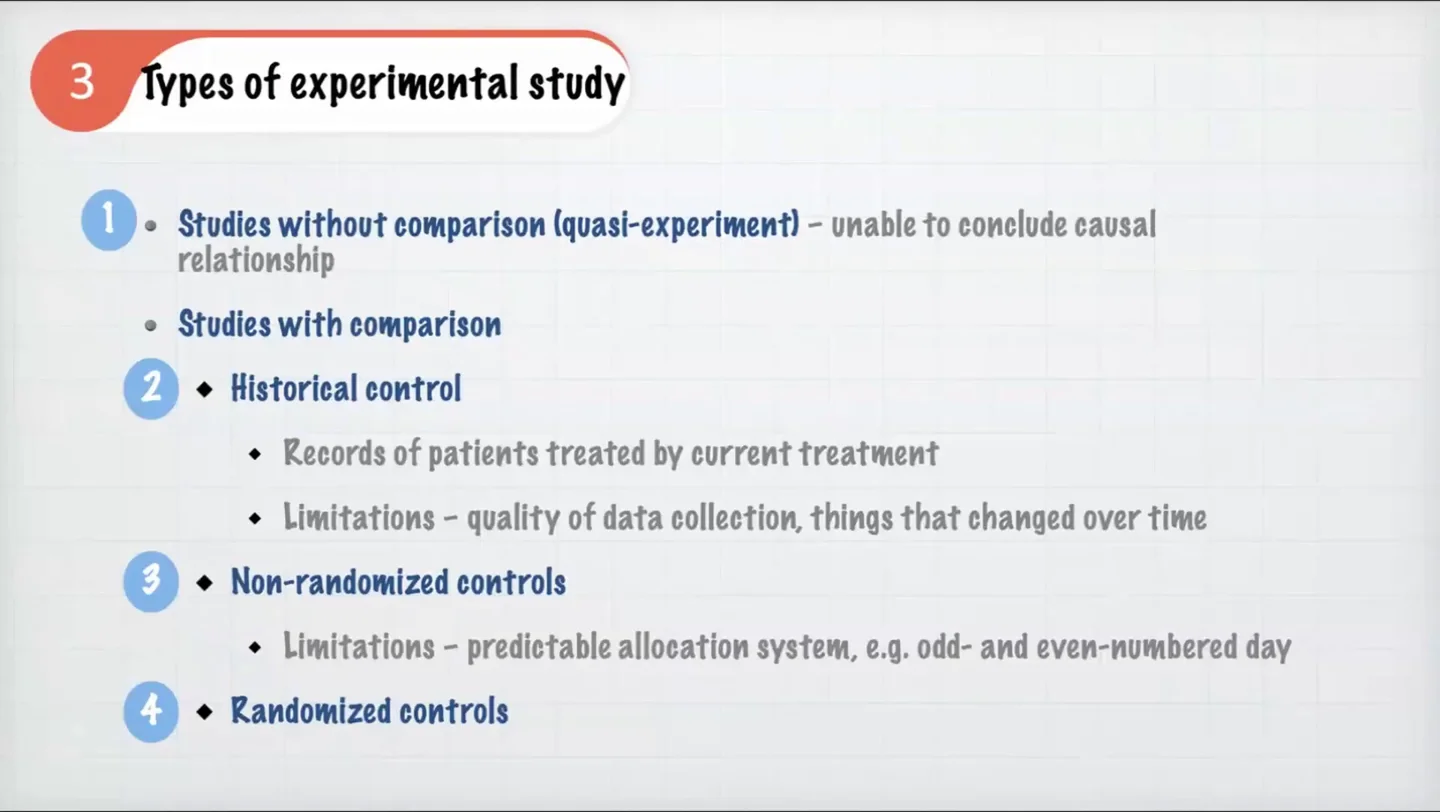 3 Types of experimental study
1 • Studies without comparison (quasi-experiment) – unable to conclude causal
relationship
• Studies with comparison
2 ◆ Historical control
◆ Records of patients treated by current treatment
◆ Limitations – quality of data collection, things that changed over time
3 ◆ Non-randomized controls
◆ Limitations – predictable allocation system, e.g. odd- and even-numbered day
4 ◆ Randomized controls